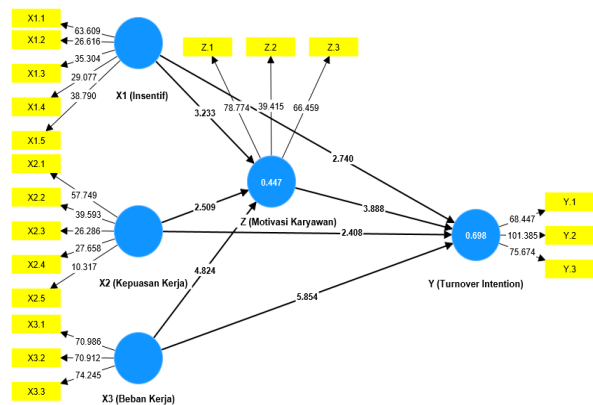 X1.1
X1.2
X1.3
X1.4
X1.5
63.609
26.616
35.304
29.077
38.790
X1 (Insentif)
Z.1
Z.2
Z.3
78.774
39.415
66.459
3.233
2.740
0.447
Z (Motivasi Karyawan)
X2.1
X2.2
X2.3
X2.4
X2.5
57.749
39.593
26.286
27.658
10.317
X2 (Kepuasan Kerja)
2.509
3.888
2.408
4.824
5.854
0.698
Y (Turnover Intention)
68.447
101.385
75.674
Y.1
Y.2
Y.3
X3.1
X3.2
X3.3
70.986
70.912
74.245
X3 (Beban Kerja)